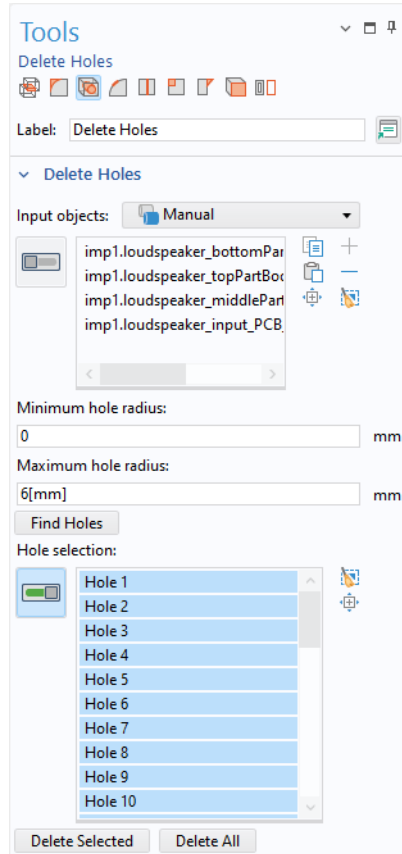 Tools
Delete Holes
Label: Delete Holes
Delete Holes
Input objects: Manual
imp1.loudspeaker_bottomPar
imp1.loudspeaker_topPartBod
imp1.loudspeaker_middlePart
imp1.loudspeaker_input_PCB_
Minimum hole radius:
0 mm
Maximum hole radius:
6[mm] mm
Find Holes
Hole selection:
Hole 1
Hole 2
Hole 3
Hole 4
Hole 5
Hole 6
Hole 7
Hole 8
Hole 9
Hole 10
Delete Selected Delete All